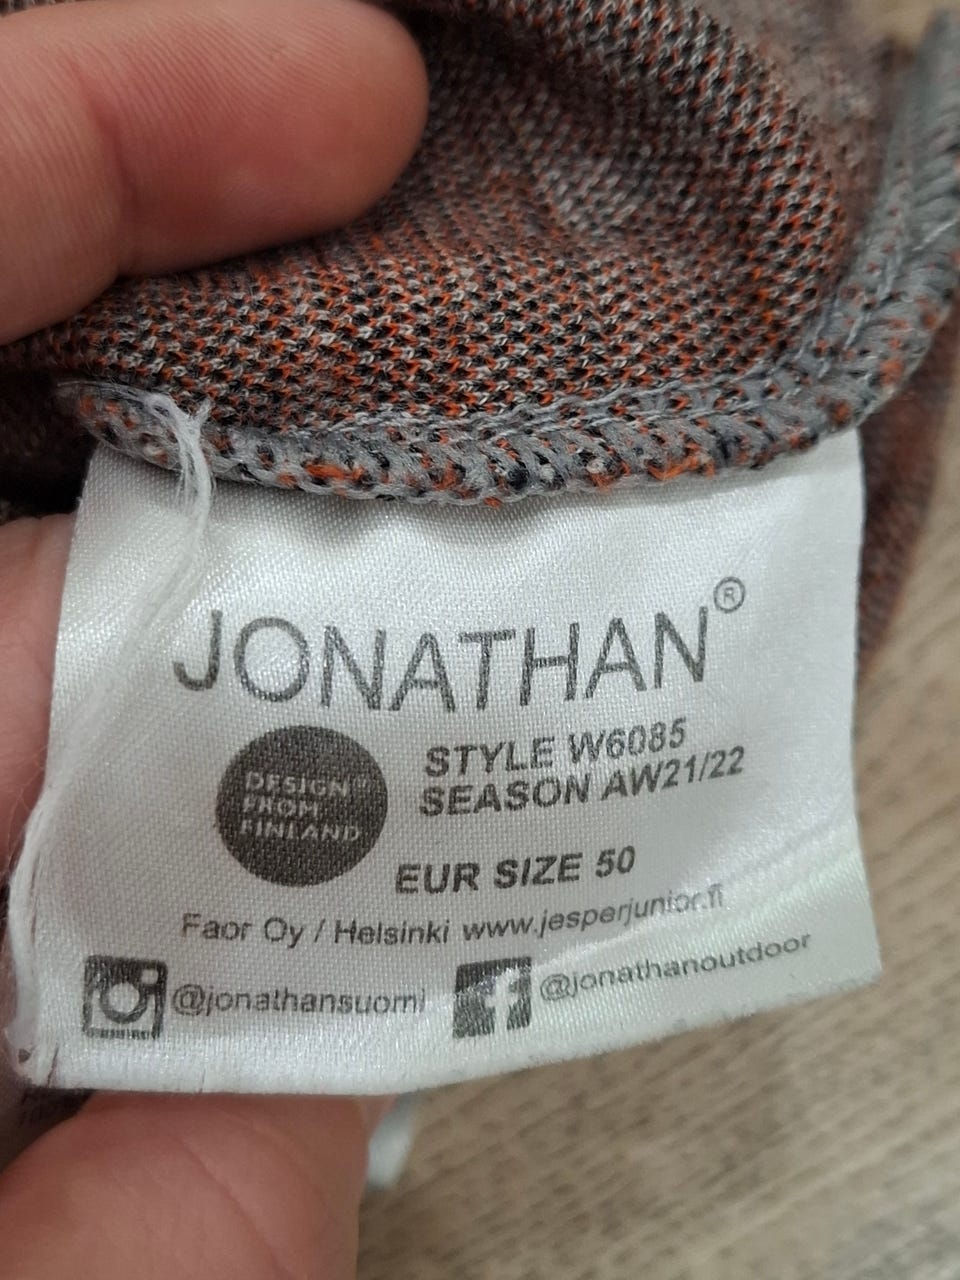 JONATHAN®
DESIGN
FROM
FINLAND
STYLE W6085
SEASON AW21/22
EUR SIZE 50
Faor Oy / Helsinki www.jesperjunior.fi
@jonathansuomi
@jonathanoutdoor